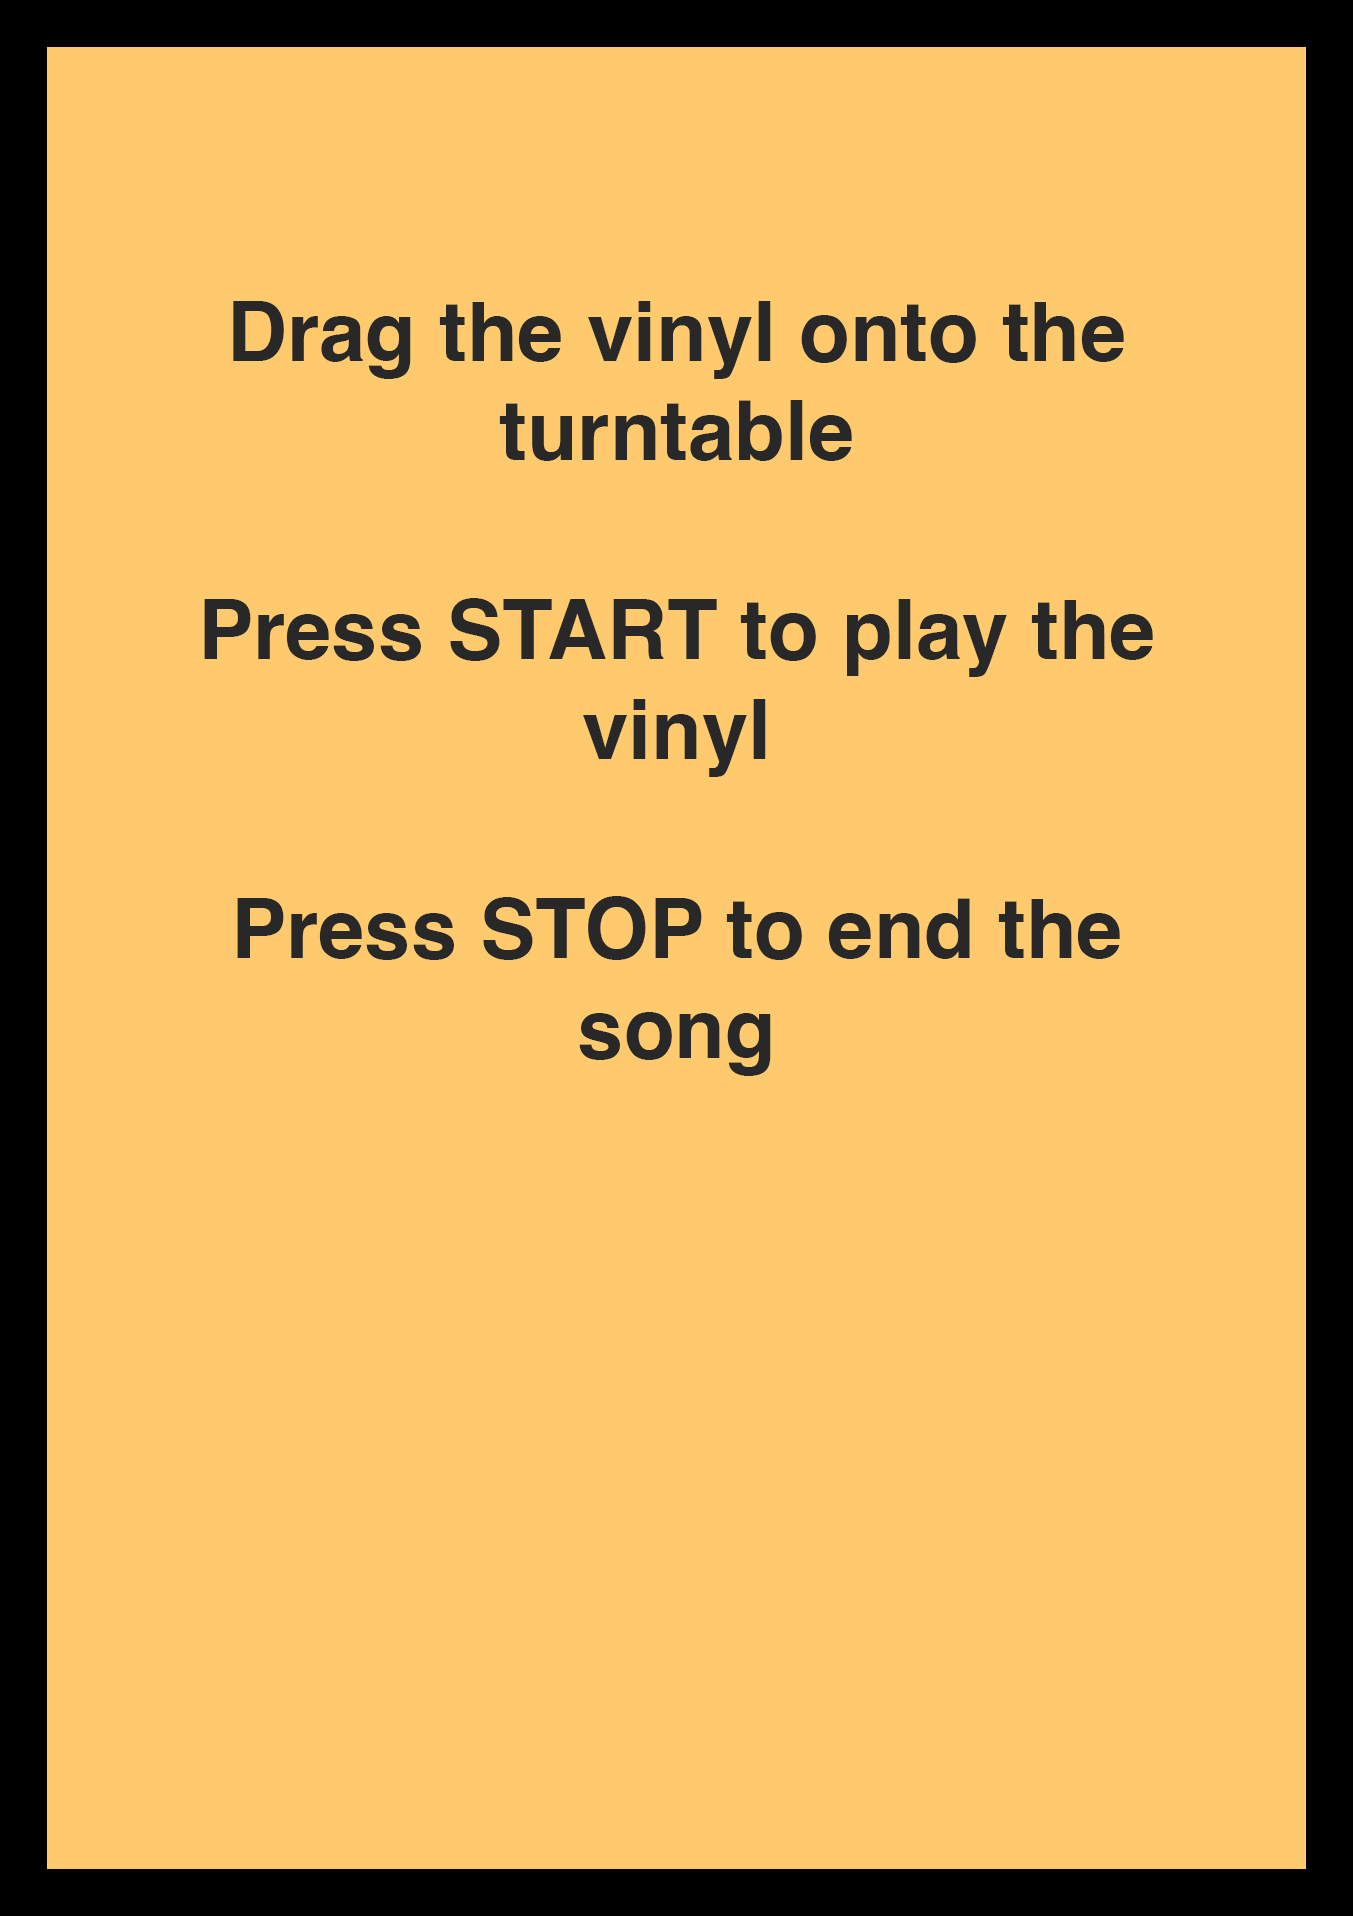 Drag the vinyl onto the
turntable
Press START to play the
vinyl
Press STOP to end the
song